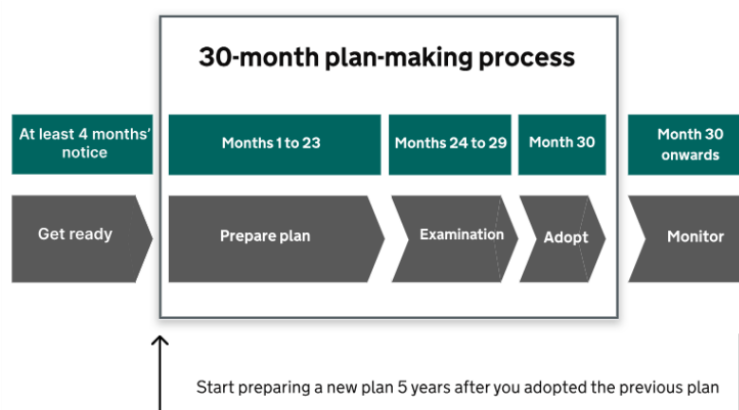 30-month plan-making process
At least 4 months'
notice
Months 1 to 23
Months 24 to 29
Month 30
Month 30
onwards
Get ready
Prepare plan
Examination
Adopt
Monitor
Start preparing a new plan 5 years after you adopted the previous plan